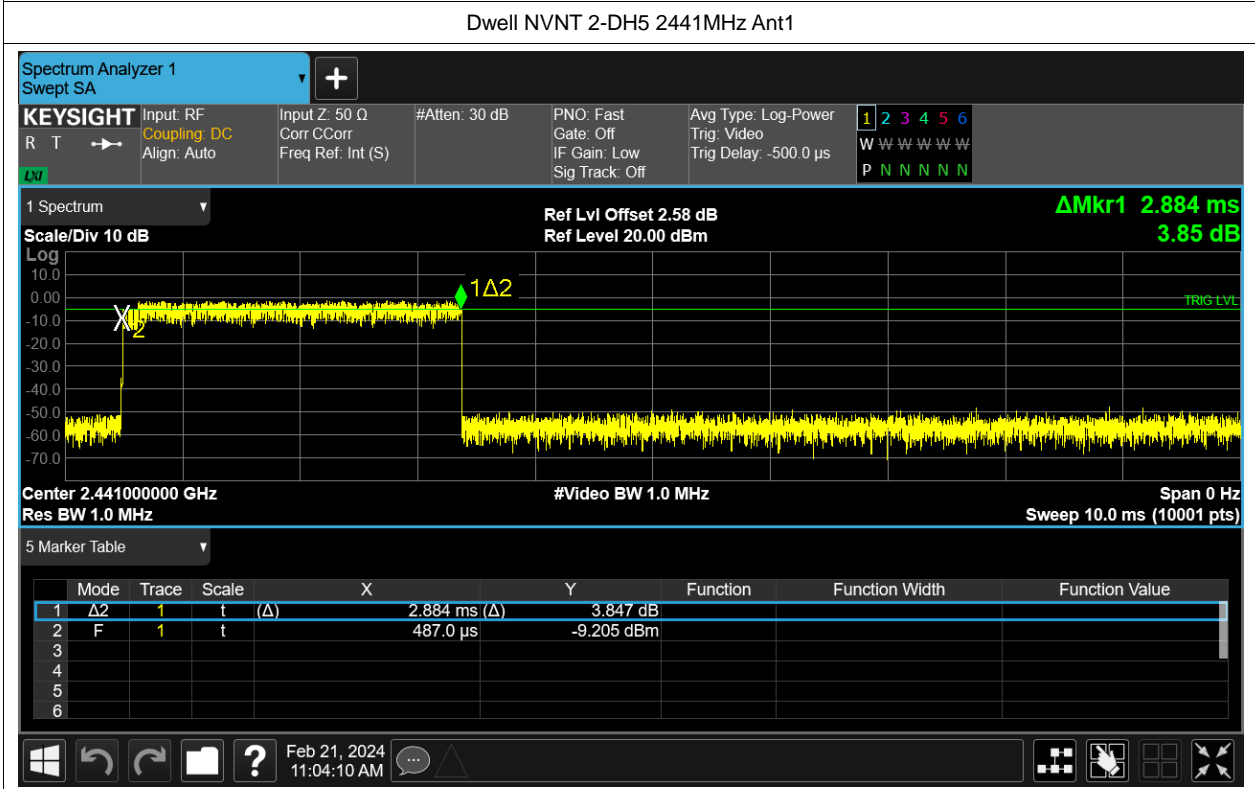 Dwell NVNT 2-DH5 2441MHz Ant1
Spectrum Analyzer 1
Swept SA
KEYSIGHT
R T
LXI
Input: RF
Coupling: DC
Align: Auto
Input Z: 50 Ω
Corr CCorr
Freq Ref: Int (S)
#Atten: 30 dB
PNO: Fast
Gate: Off
IF Gain: Low
Sig Track: Off
Avg Type: Log-Power
Trig: Video
Trig Delay: -500.0 µs
1 2 3 4 5 6
W W W W W W
P N N N N N
1 Spectrum
Scale/Div 10 dB
Ref Lvl Offset 2.58 dB
Ref Level 20.00 dBm
ΔMkr1 2.884 ms
3.85 dB
Log
10.0
0.00
-10.0
-20.0
-30.0
-40.0
-50.0
-60.0
-70.0
1Δ2
X
2
TRIG LVL
Center 2.441000000 GHz
Res BW 1.0 MHz
#Video BW 1.0 MHz
Span 0 Hz
Sweep 10.0 ms (10001 pts)
5 Marker Table
Mode Trace Scale X Y Function Function Width Function Value
1 Δ2 1 t (Δ) 2.884 ms (Δ) 3.847 dB
2 F 1 t 487.0 µs -9.205 dBm
3
4
5
6
?
Feb 21, 2024
11:04:10 AM